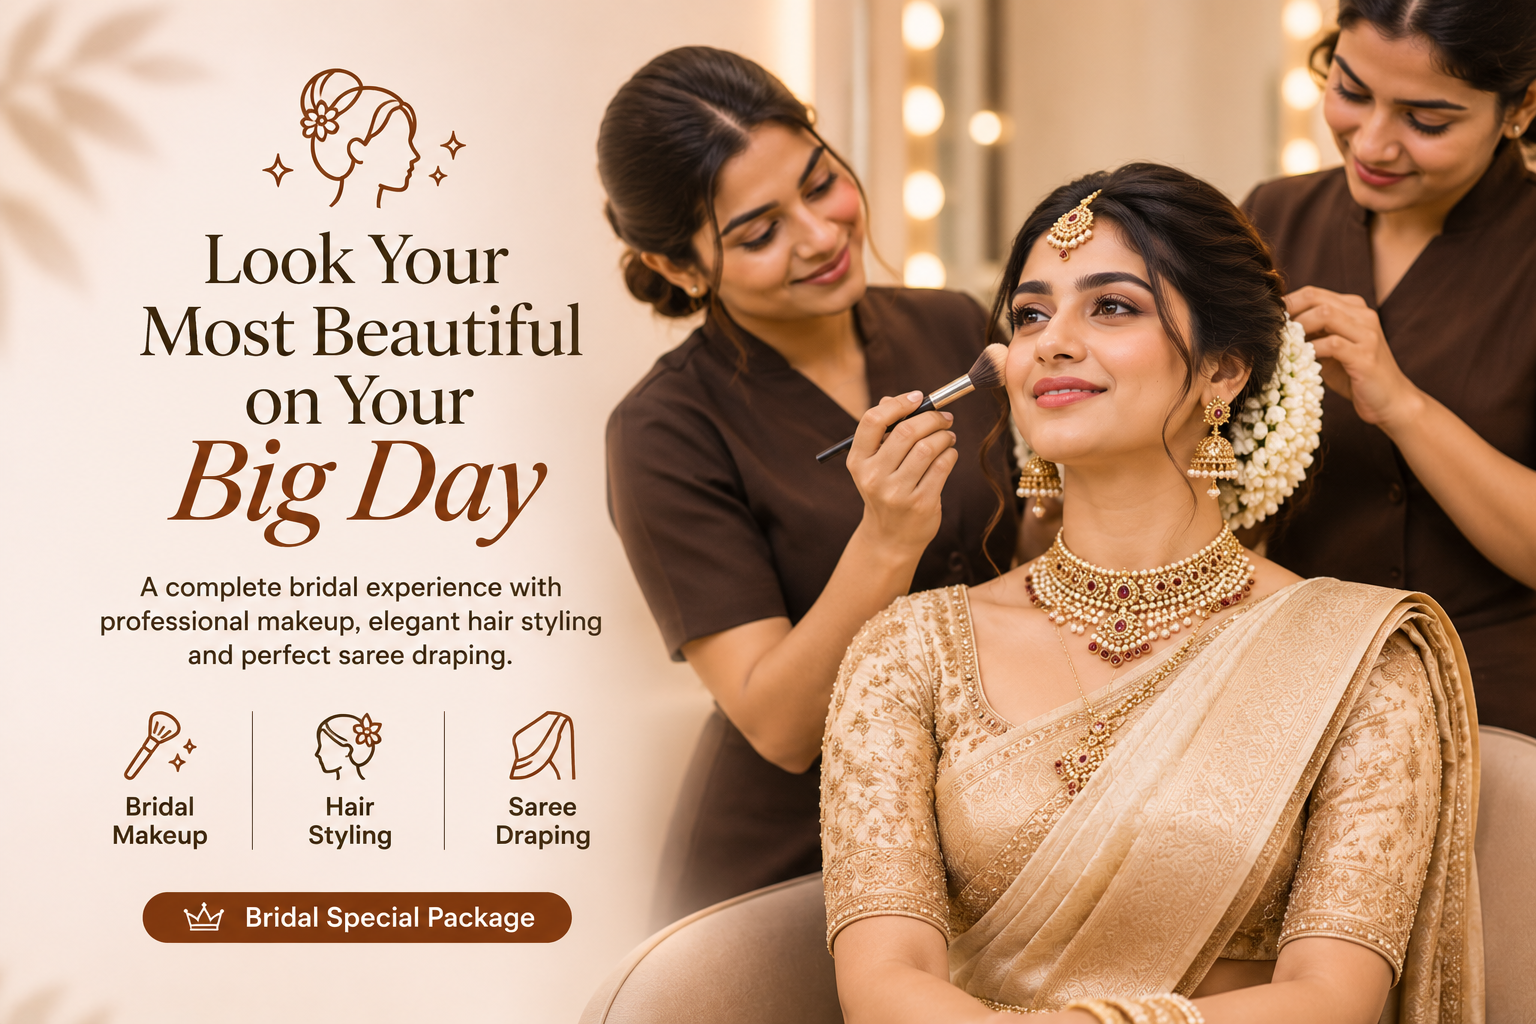 Look Your
Most Beautiful
on Your
Big Day
A complete bridal experience with
professional makeup, elegant hair styling
and perfect saree draping.
Bridal
Makeup
Hair
Styling
Saree
Draping
Bridal Special Package